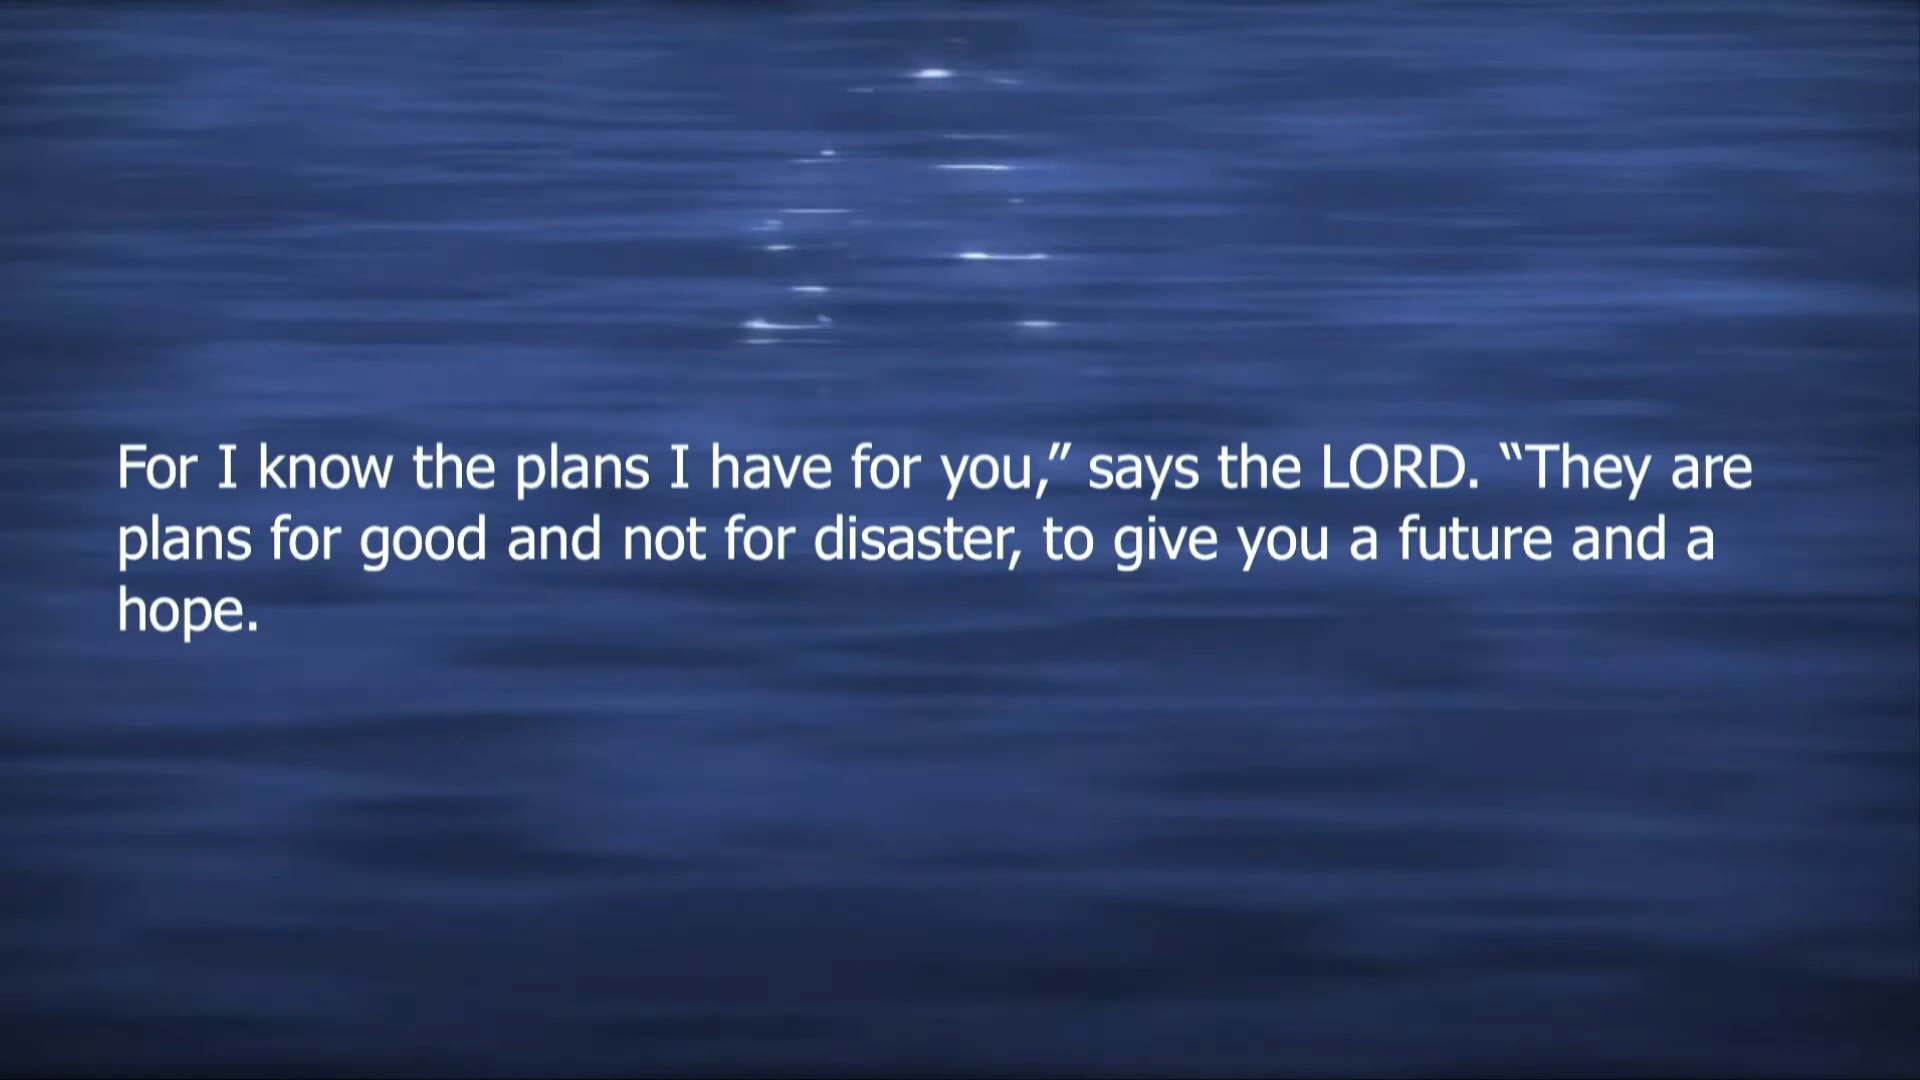 For I know the plans I have for you,” says the LORD. “They are
plans for good and not for disaster, to give you a future and a
hope.